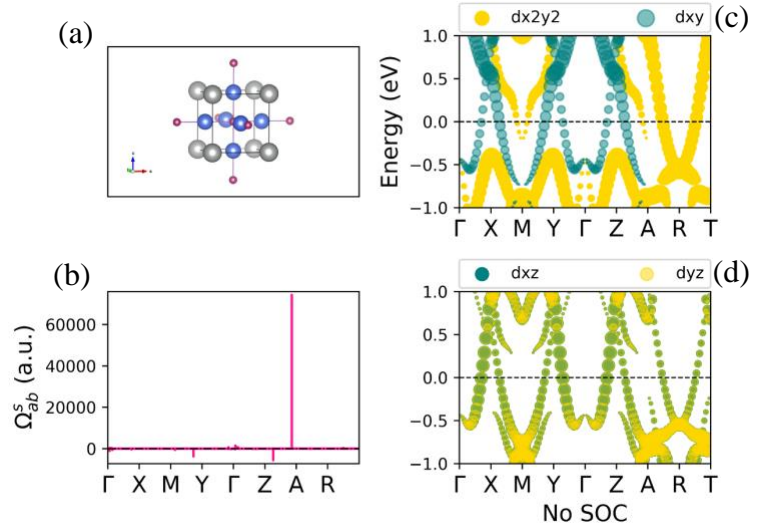 (a)
(b)
60000
40000
20000
0
Ω^s_ab (a.u.)
Γ X M Y Γ Z A R
dx2y2 dxy (c)
1.0
0.5
0.0
−0.5
−1.0
Energy (eV)
Γ X M Y Γ Z A R T
dxz dyz (d)
1.0
0.5
0.0
−0.5
−1.0
Γ X M Y Γ Z A R T
No SOC